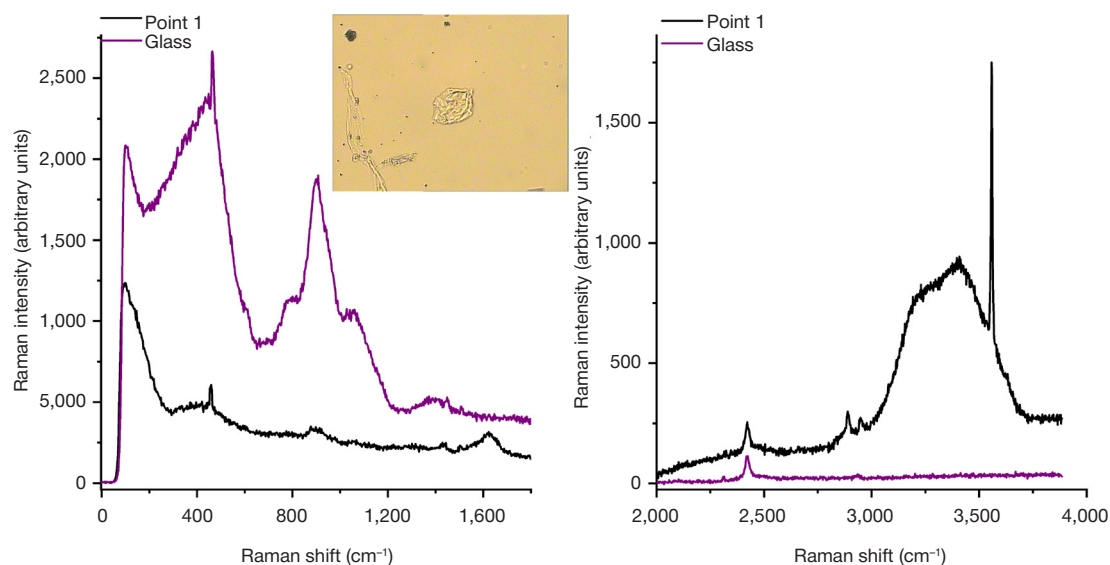 Point 1
Glass
Raman intensity (arbitrary units)
2,500
2,000
1,500
1,000
5,000
0
0
400
800
1,200
1,600
Raman shift (cm⁻¹)
Point 1
Glass
Raman intensity (arbitrary units)
1,500
1,000
500
0
2,000
2,500
3,000
3,500
4,000
Raman shift (cm⁻¹)